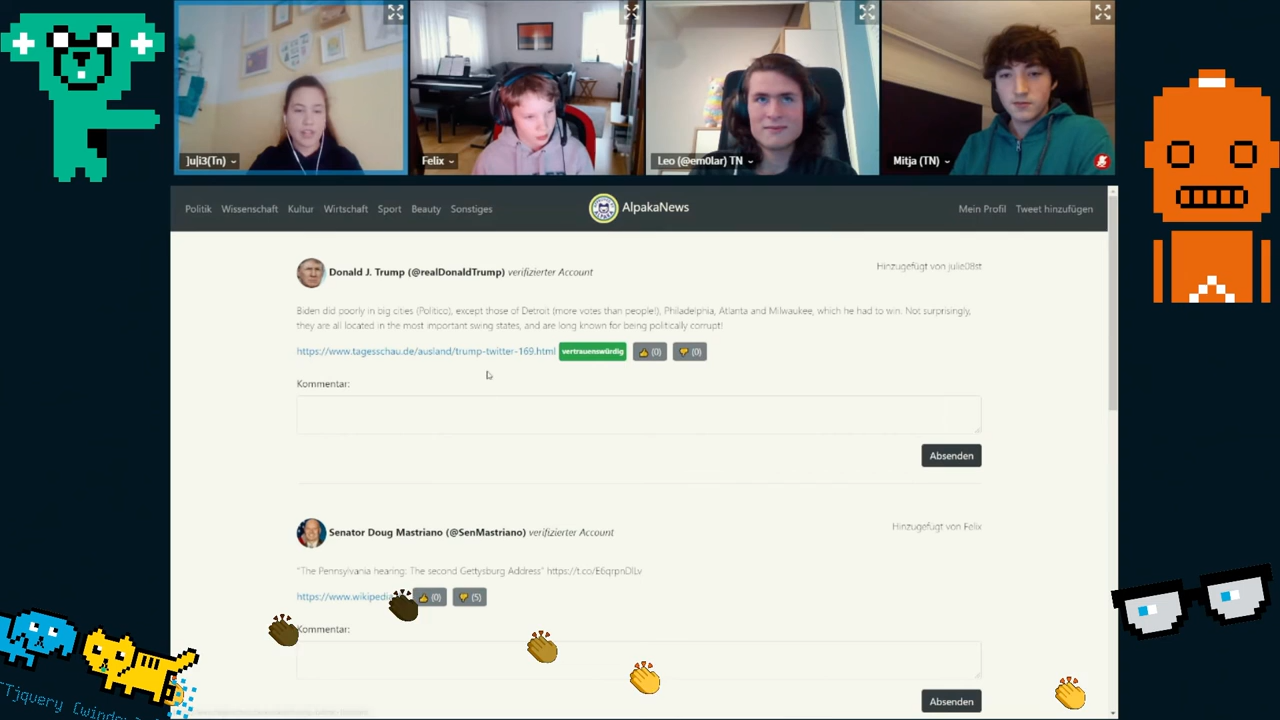 ]u|i3(Tn)
Felix
Leo (@em0lar) TN
Mitja (TN)
Politik Wissenschaft Kultur Wirtschaft Sport Beauty Sonstiges
AlpakaNews
Mein Profil Tweet hinzufügen
Donald J. Trump (@realDonaldTrump) verifizierter Account
Hinzugefügt von julie08st
Biden did poorly in big cities (Politico), except those of Detroit (more votes than people!), Philadelphia, Atlanta and Milwaukee, which he had to win. Not surprisingly,
they are all located in the most important swing states, and are long known for being politically corrupt!
https://www.tagesschau.de/ausland/trump-twitter-169.html vertrauenswürdig (0) (0)
Kommentar:
Absenden
Senator Doug Mastriano (@SenMastriano) verifizierter Account
Hinzugefügt von Felix
"The Pennsylvania hearing: The second Gettysburg Address"
https://www.wikipedia (0) (5)
Kommentar:
Absenden